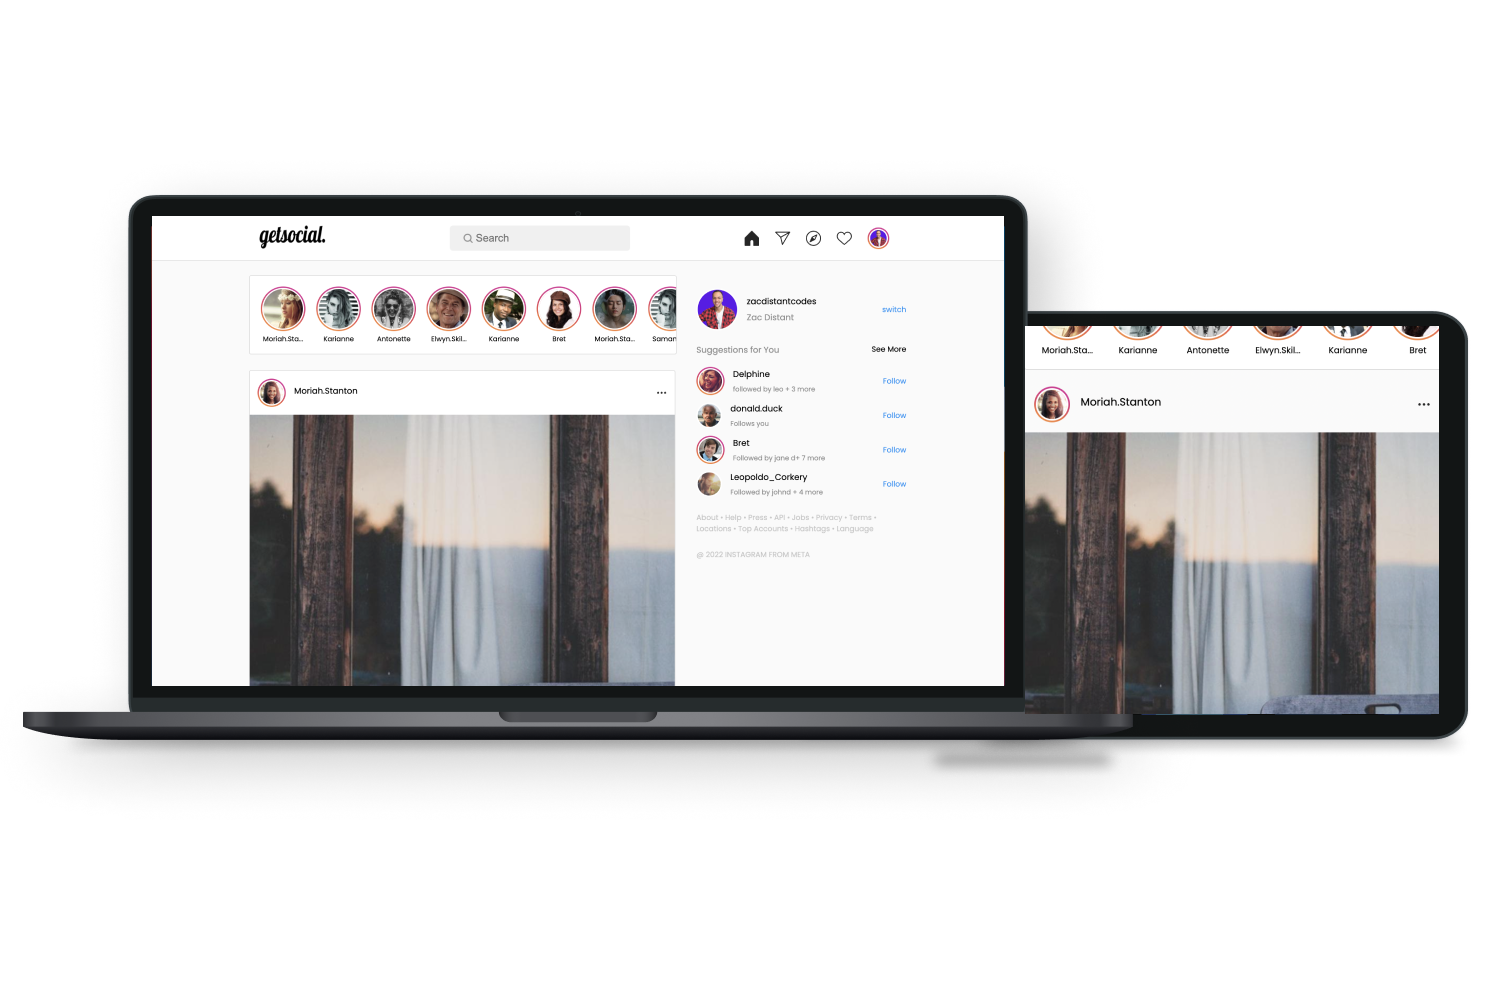 getsocial.
Search
Moriah.Sta...
Karianne
Antonette
Elwyn.Skil...
Karianne
Bret
Moriah.Sta...
Saman
Moriah.Stanton
zacdistantcodes
Zac Distant
switch
Suggestions for You
See More
Delphine
followed by leo + 3 more
Follow
donald.duck
Follows you
Follow
Bret
Followed by jane d+ 7 more
Follow
Leopoldo_Corkery
Followed by johnd + 4 more
Follow
About • Help • Press • API • Jobs • Privacy • Terms •
Locations • Top Accounts • Hashtags • Language
@ 2022 INSTAGRAM FROM META
Moriah.Sta...
Karianne
Antonette
Elwyn.Skil...
Karianne
Bret
Moriah.Stanton